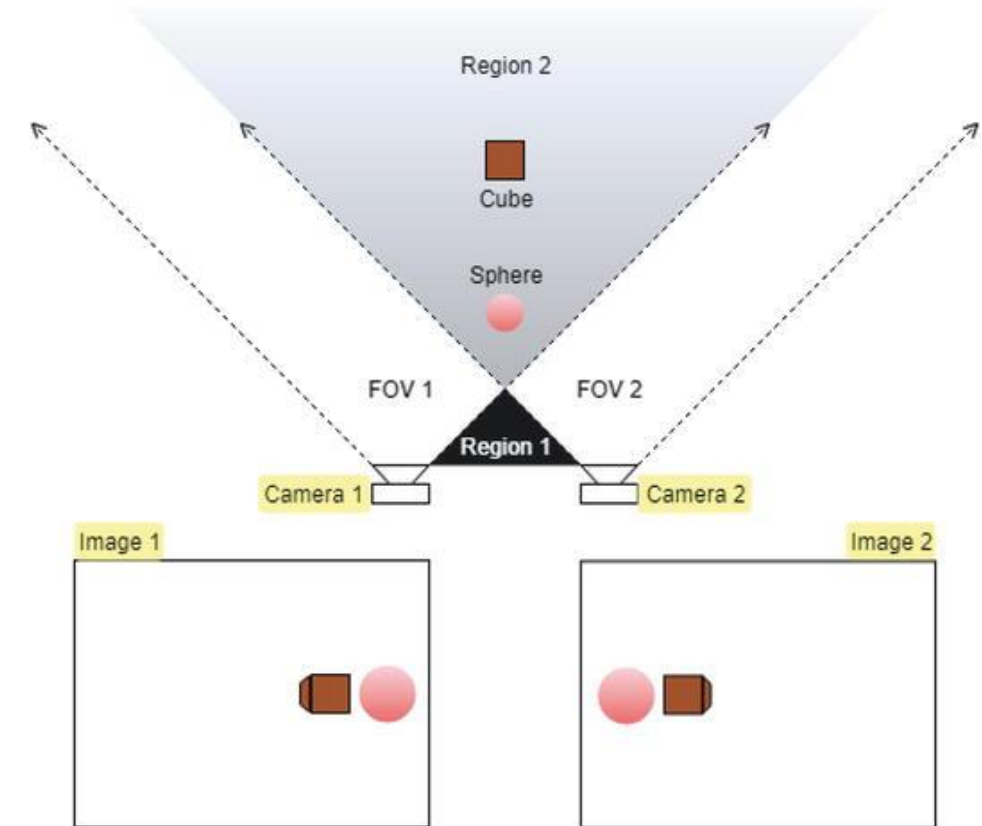 Region 2
Cube
Sphere
FOV 1
FOV 2
Region 1
Camera 1
Camera 2
Image 1
Image 2